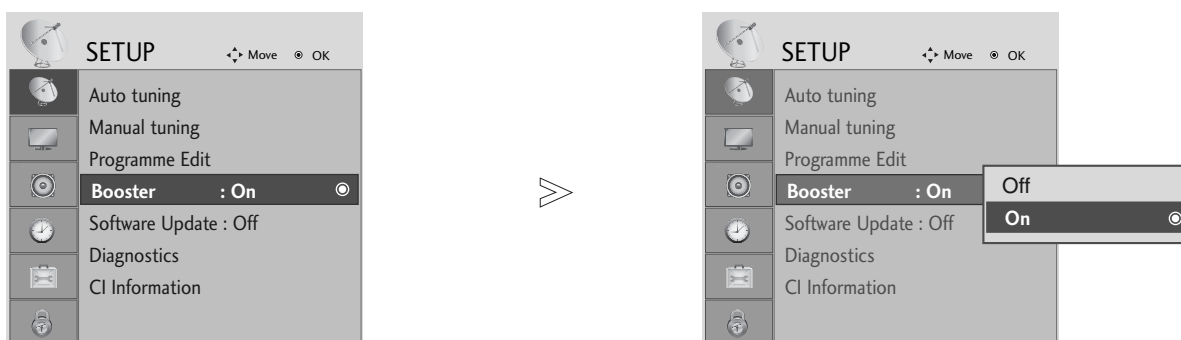 SETUP Move OK
Auto tuning
Manual tuning
Programme Edit
Booster : On
Software Update : Off
Diagnostics
CI Information
SETUP Move OK
Auto tuning
Manual tuning
Programme Edit
Booster : On
Software Update : Off
Diagnostics
CI Information
Off
On